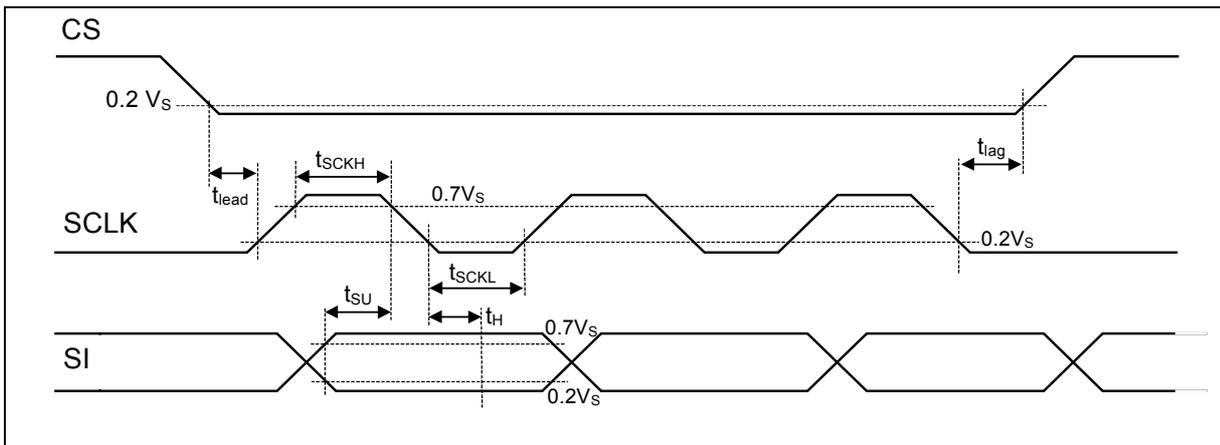 CS
0.2 VS
tlead
tSCKH
tlag
0.7VS
SCLK
0.2VS
tSCKL
tSU
tH
0.7VS
SI
0.2VS